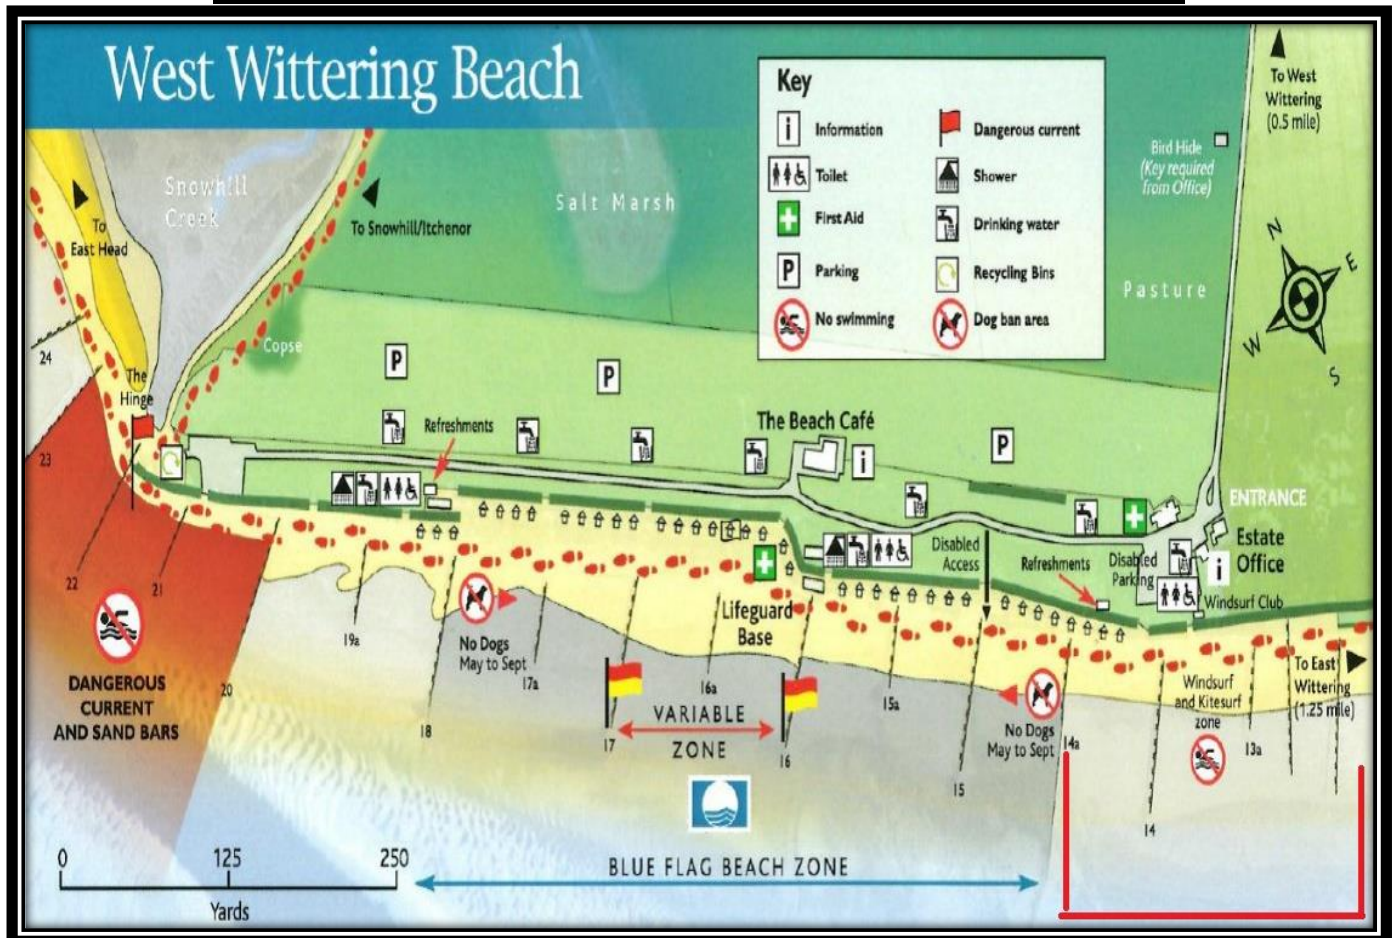 West Wittering Beach
Key
i
Information
Toilet
First Aid
P
Parking
No swimming
Dangerous current
Shower
Drinking water
Recycling Bins
Dog ban area
To West
Wittering
(0.5 mile)
Bird Hide
(Key required
from Office)
Snowhill
Creek
To
East Head
To Snowhill/Itchenor
Salt Marsh
Pasture
N
E
W
S
Copse
24
The
Hinge
P
P
P
Refreshments
The Beach Café
i
ENTRANCE
Estate
Office
i
Disabled
Access
Refreshments
Disabled
Parking
Windsurf Club
23
22
21
20
19a
18
17a
17
16a
16
15a
15
14a
14
13a
No Dogs
May to Sept
Lifeguard
Base
VARIABLE
ZONE
No Dogs
May to Sept
Windsurf
and Kitesurf
zone
To East
Wittering
(1.25 mile)
DANGEROUS
CURRENT
AND SAND BARS
BLUE FLAG BEACH ZONE
0 125 250
Yards